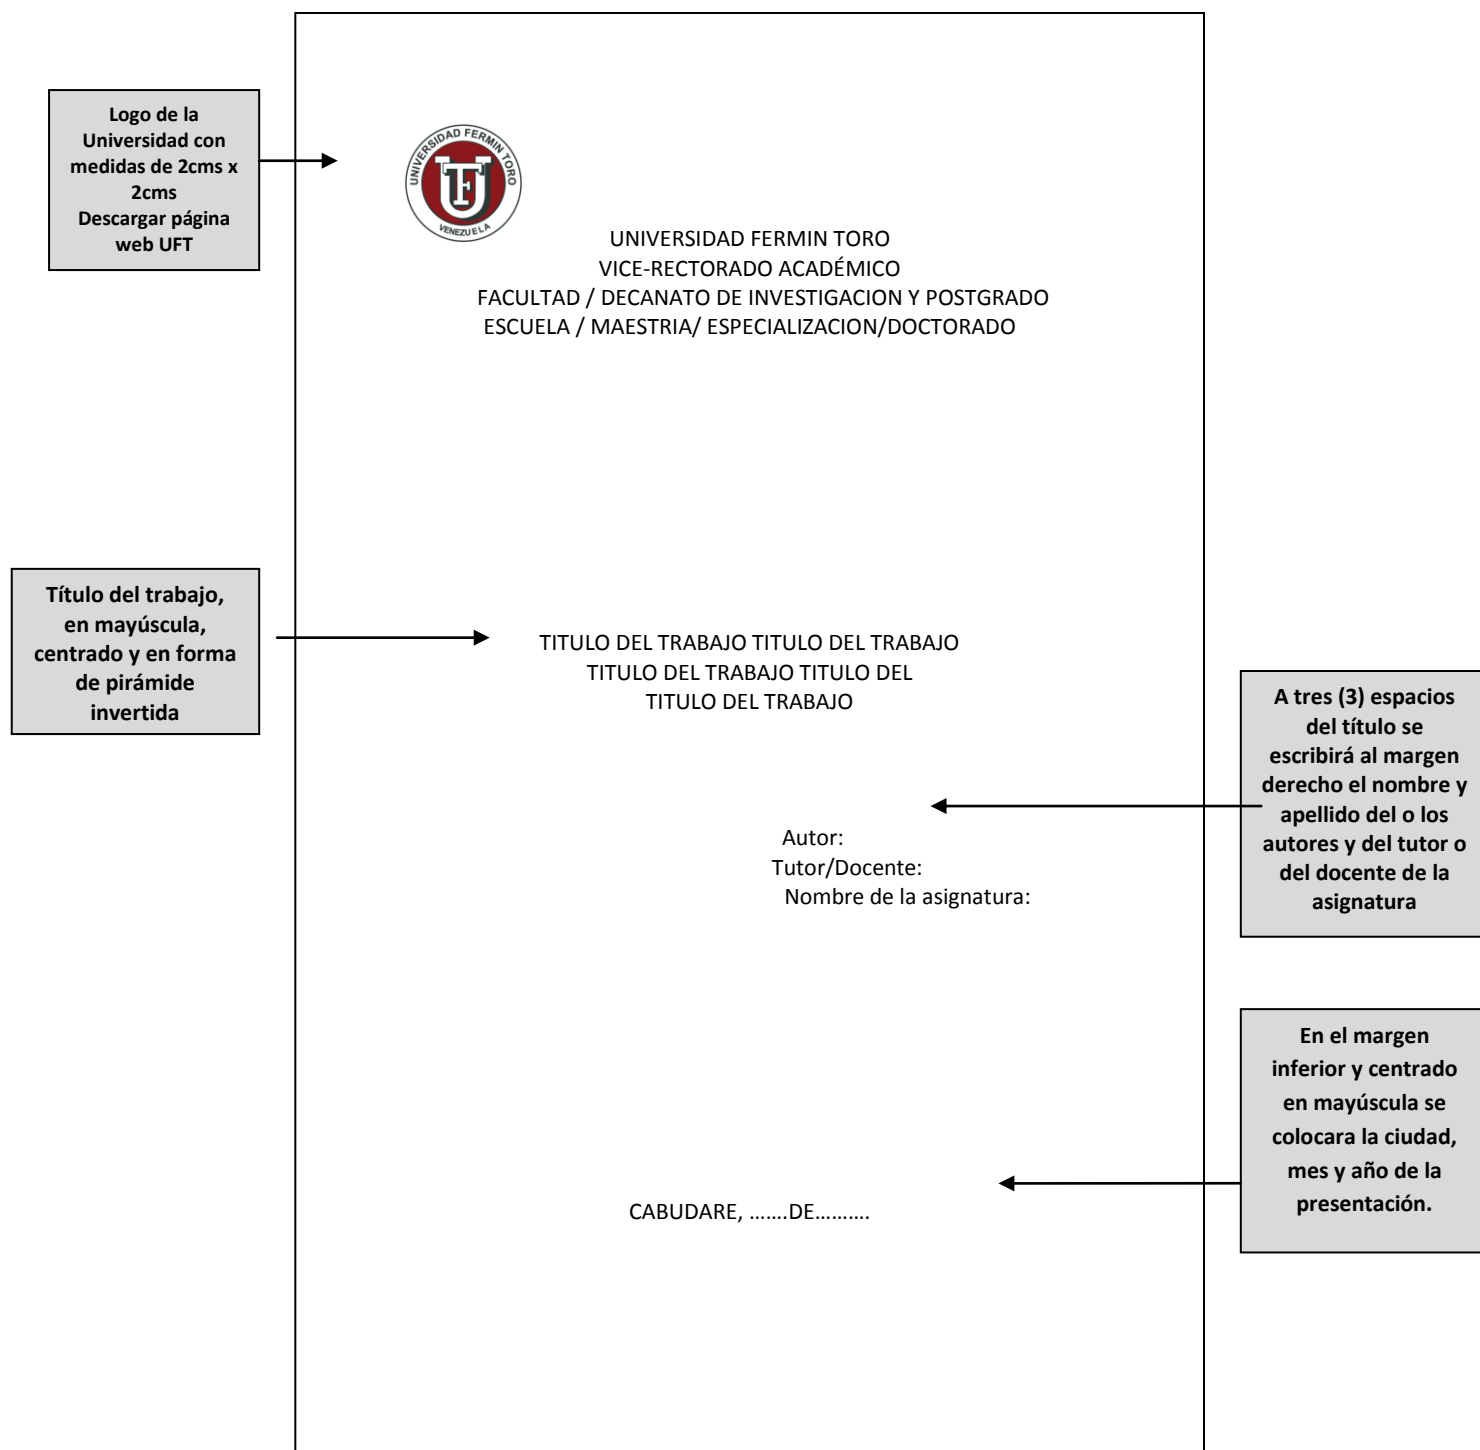 Logo de la
Universidad con
medidas de 2cms x
2cms
Descargar página
web UFT
UNIVERSIDAD FERMIN TORO
VENEZUELA
UTF
UNIVERSIDAD FERMIN TORO
VICE-RECTORADO ACADÉMICO
FACULTAD / DECANATO DE INVESTIGACION Y POSTGRADO
ESCUELA / MAESTRIA/ ESPECIALIZACION/DOCTORADO
Título del trabajo,
en mayúscula,
centrado y en forma
de pirámide
invertida
TITULO DEL TRABAJO TITULO DEL TRABAJO
TITULO DEL TRABAJO TITULO DEL
TITULO DEL TRABAJO
A tres (3) espacios
del título se
escribirá al margen
derecho el nombre y
apellido del o los
autores y del tutor o
del docente de la
asignatura
Autor:
Tutor/Docente:
Nombre de la asignatura:
En el margen
inferior y centrado
en mayúscula se
colocara la ciudad,
mes y año de la
presentación.
CABUDARE, …….DE……….